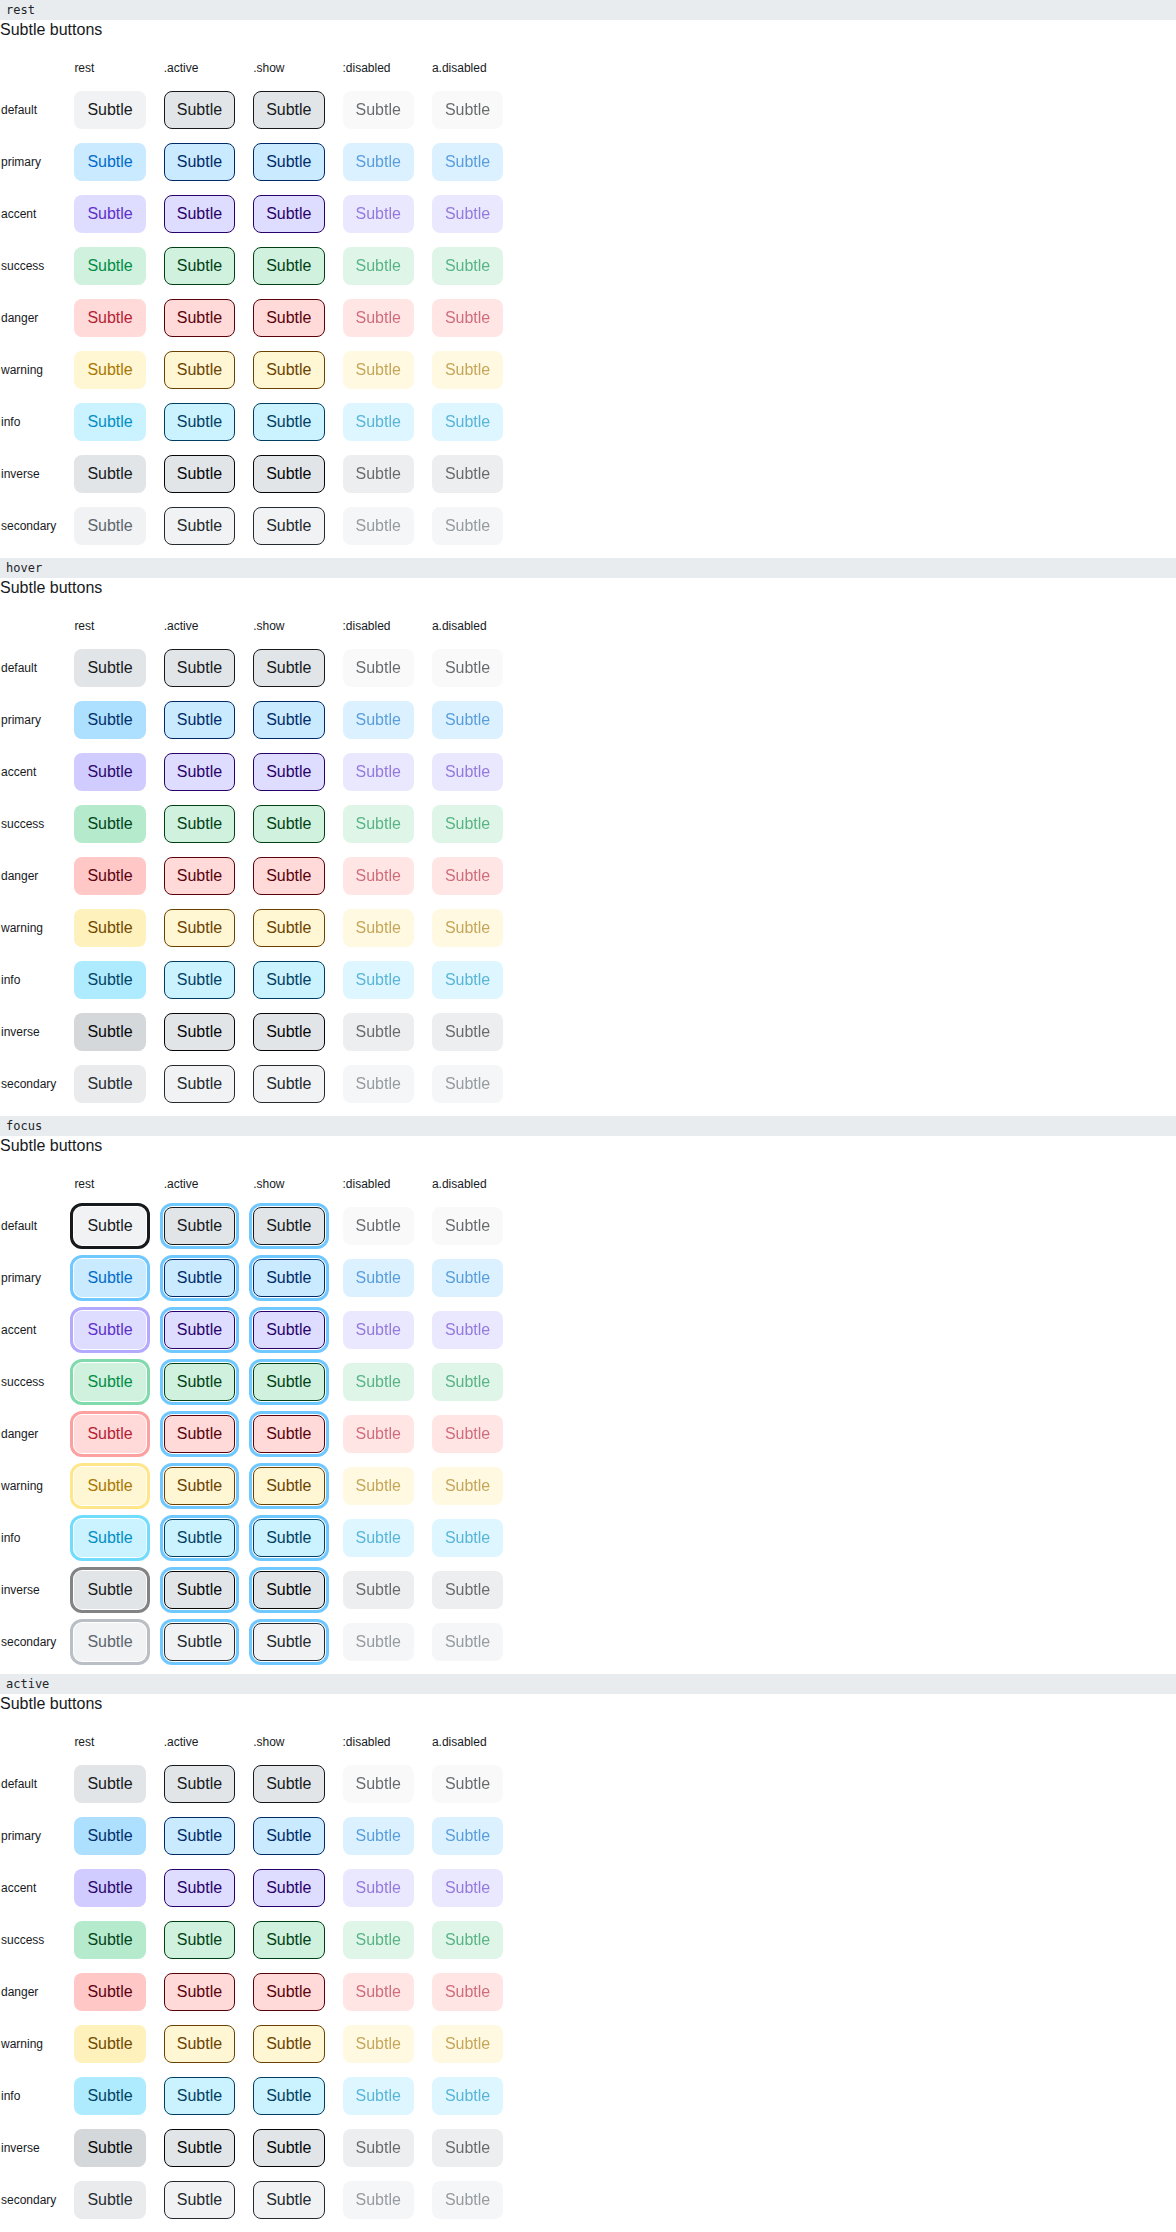 rest
Subtle buttons
rest .active .show :disabled a.disabled
default Subtle Subtle Subtle Subtle Subtle
primary Subtle Subtle Subtle Subtle Subtle
accent Subtle Subtle Subtle Subtle Subtle
success Subtle Subtle Subtle Subtle Subtle
danger Subtle Subtle Subtle Subtle Subtle
warning Subtle Subtle Subtle Subtle Subtle
info Subtle Subtle Subtle Subtle Subtle
inverse Subtle Subtle Subtle Subtle Subtle
secondary Subtle Subtle Subtle Subtle Subtle
hover
Subtle buttons
rest .active .show :disabled a.disabled
default Subtle Subtle Subtle Subtle Subtle
primary Subtle Subtle Subtle Subtle Subtle
accent Subtle Subtle Subtle Subtle Subtle
success Subtle Subtle Subtle Subtle Subtle
danger Subtle Subtle Subtle Subtle Subtle
warning Subtle Subtle Subtle Subtle Subtle
info Subtle Subtle Subtle Subtle Subtle
inverse Subtle Subtle Subtle Subtle Subtle
secondary Subtle Subtle Subtle Subtle Subtle
focus
Subtle buttons
rest .active .show :disabled a.disabled
default Subtle Subtle Subtle Subtle Subtle
primary Subtle Subtle Subtle Subtle Subtle
accent Subtle Subtle Subtle Subtle Subtle
success Subtle Subtle Subtle Subtle Subtle
danger Subtle Subtle Subtle Subtle Subtle
warning Subtle Subtle Subtle Subtle Subtle
info Subtle Subtle Subtle Subtle Subtle
inverse Subtle Subtle Subtle Subtle Subtle
secondary Subtle Subtle Subtle Subtle Subtle
active
Subtle buttons
rest .active .show :disabled a.disabled
default Subtle Subtle Subtle Subtle Subtle
primary Subtle Subtle Subtle Subtle Subtle
accent Subtle Subtle Subtle Subtle Subtle
success Subtle Subtle Subtle Subtle Subtle
danger Subtle Subtle Subtle Subtle Subtle
warning Subtle Subtle Subtle Subtle Subtle
info Subtle Subtle Subtle Subtle Subtle
inverse Subtle Subtle Subtle Subtle Subtle
secondary Subtle Subtle Subtle Subtle Subtle